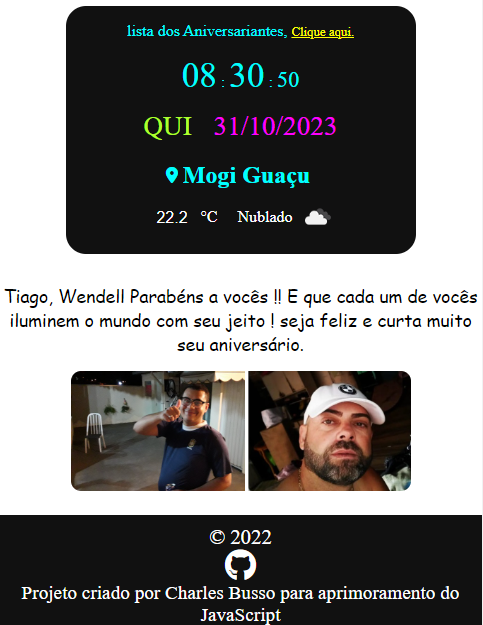 lista dos Aniversariantes, Clique aqui.
08 : 30 : 50
QUI 31/10/2023
Mogi Guaçu
22.2 °C Nublado
Tiago, Wendell Parabéns a vocês !! E que cada um de vocês
iluminem o mundo com seu jeito ! seja feliz e curta muito
seu aniversário.
© 2022
Projeto criado por Charles Busso para aprimoramento do
JavaScript